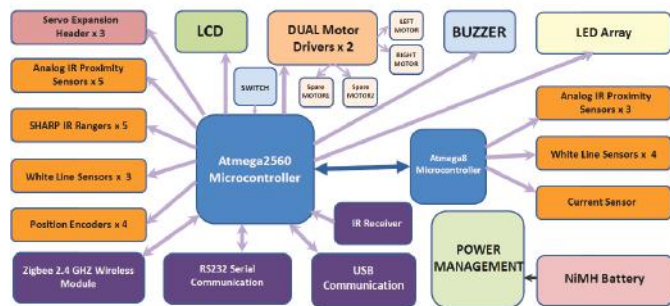 Servo Expansion
Header x 3
LCD
DUAL Motor
Drivers x 2
LEFT
MOTOR
RIGHT
MOTOR
BUZZER
LED Array
Analog IR Proximity
Sensors x 5
SWITCH
Spare
MOTOR1
Spare
MOTOR2
SHARP IR Rangers x 5
Atmega2560
Microcontroller
Atmega8
Microcontroller
Analog IR Proximity
Sensors x 3
White Line Sensors x 3
White Line Sensors x 4
Position Encoders x 4
Current Sensor
IR Receiver
Zigbee 2.4 GHZ Wireless
Module
RS232 Serial
Communication
USB
Communication
POWER
MANAGEMENT
NiMH Battery